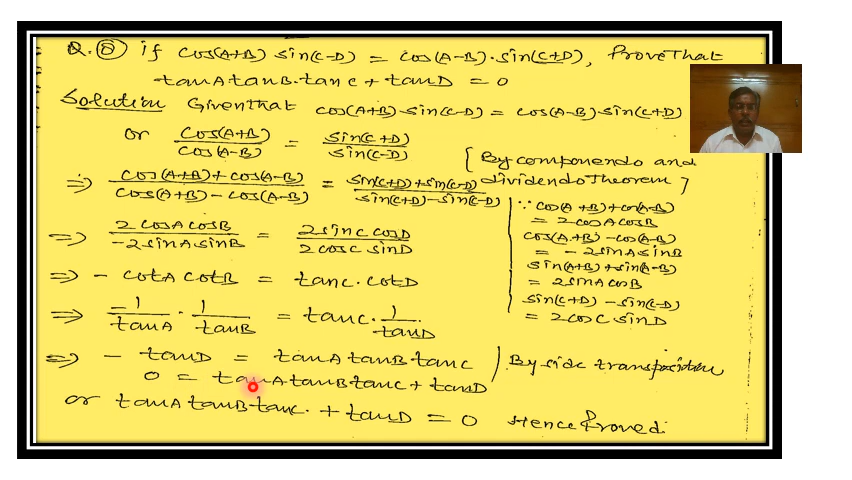 Q. ⑧ if cos(A+B) sin(C-D) = cos(A-B)·sin(C+D), Prove That
tanA tanB·tanC + tanD = 0
Solution Given that cos(A+B)·sin(C-D) = cos(A-B)·sin(C+D)
or cos(A+B)/cos(A-B) = sin(C+D)/sin(C-D) [By componendo and
dividendo Theorem]
⇒ cos(A+B)+cos(A-B)/cos(A+B)-cos(A-B) = sin(C+D)+sin(C-D)/sin(C+D)-sin(C-D)
⇒ 2cosA cosB/-2sinA sinB = 2sinC cosD/2cosC sinD
⇒ - cotA cotB = tanC·cotD
⇒ -1/tanA · 1/tanB = tanC·1/tanD
∵ cos(A+B)+cos(A-B)
= 2cosA cosB
cos(A+B)-cos(A-B)
= -2sinA sinB
sin(A+B)+sin(A-B)
= 2sinA cosB
sin(C+D)-sin(C-D)
= 2cosC sinD
⇒ - tanD = tanA tanB tanC | By side transposition
0 = tanA tanB tanC + tanD
or tanA tanB tanC. + tanD = 0 Hence Proved: